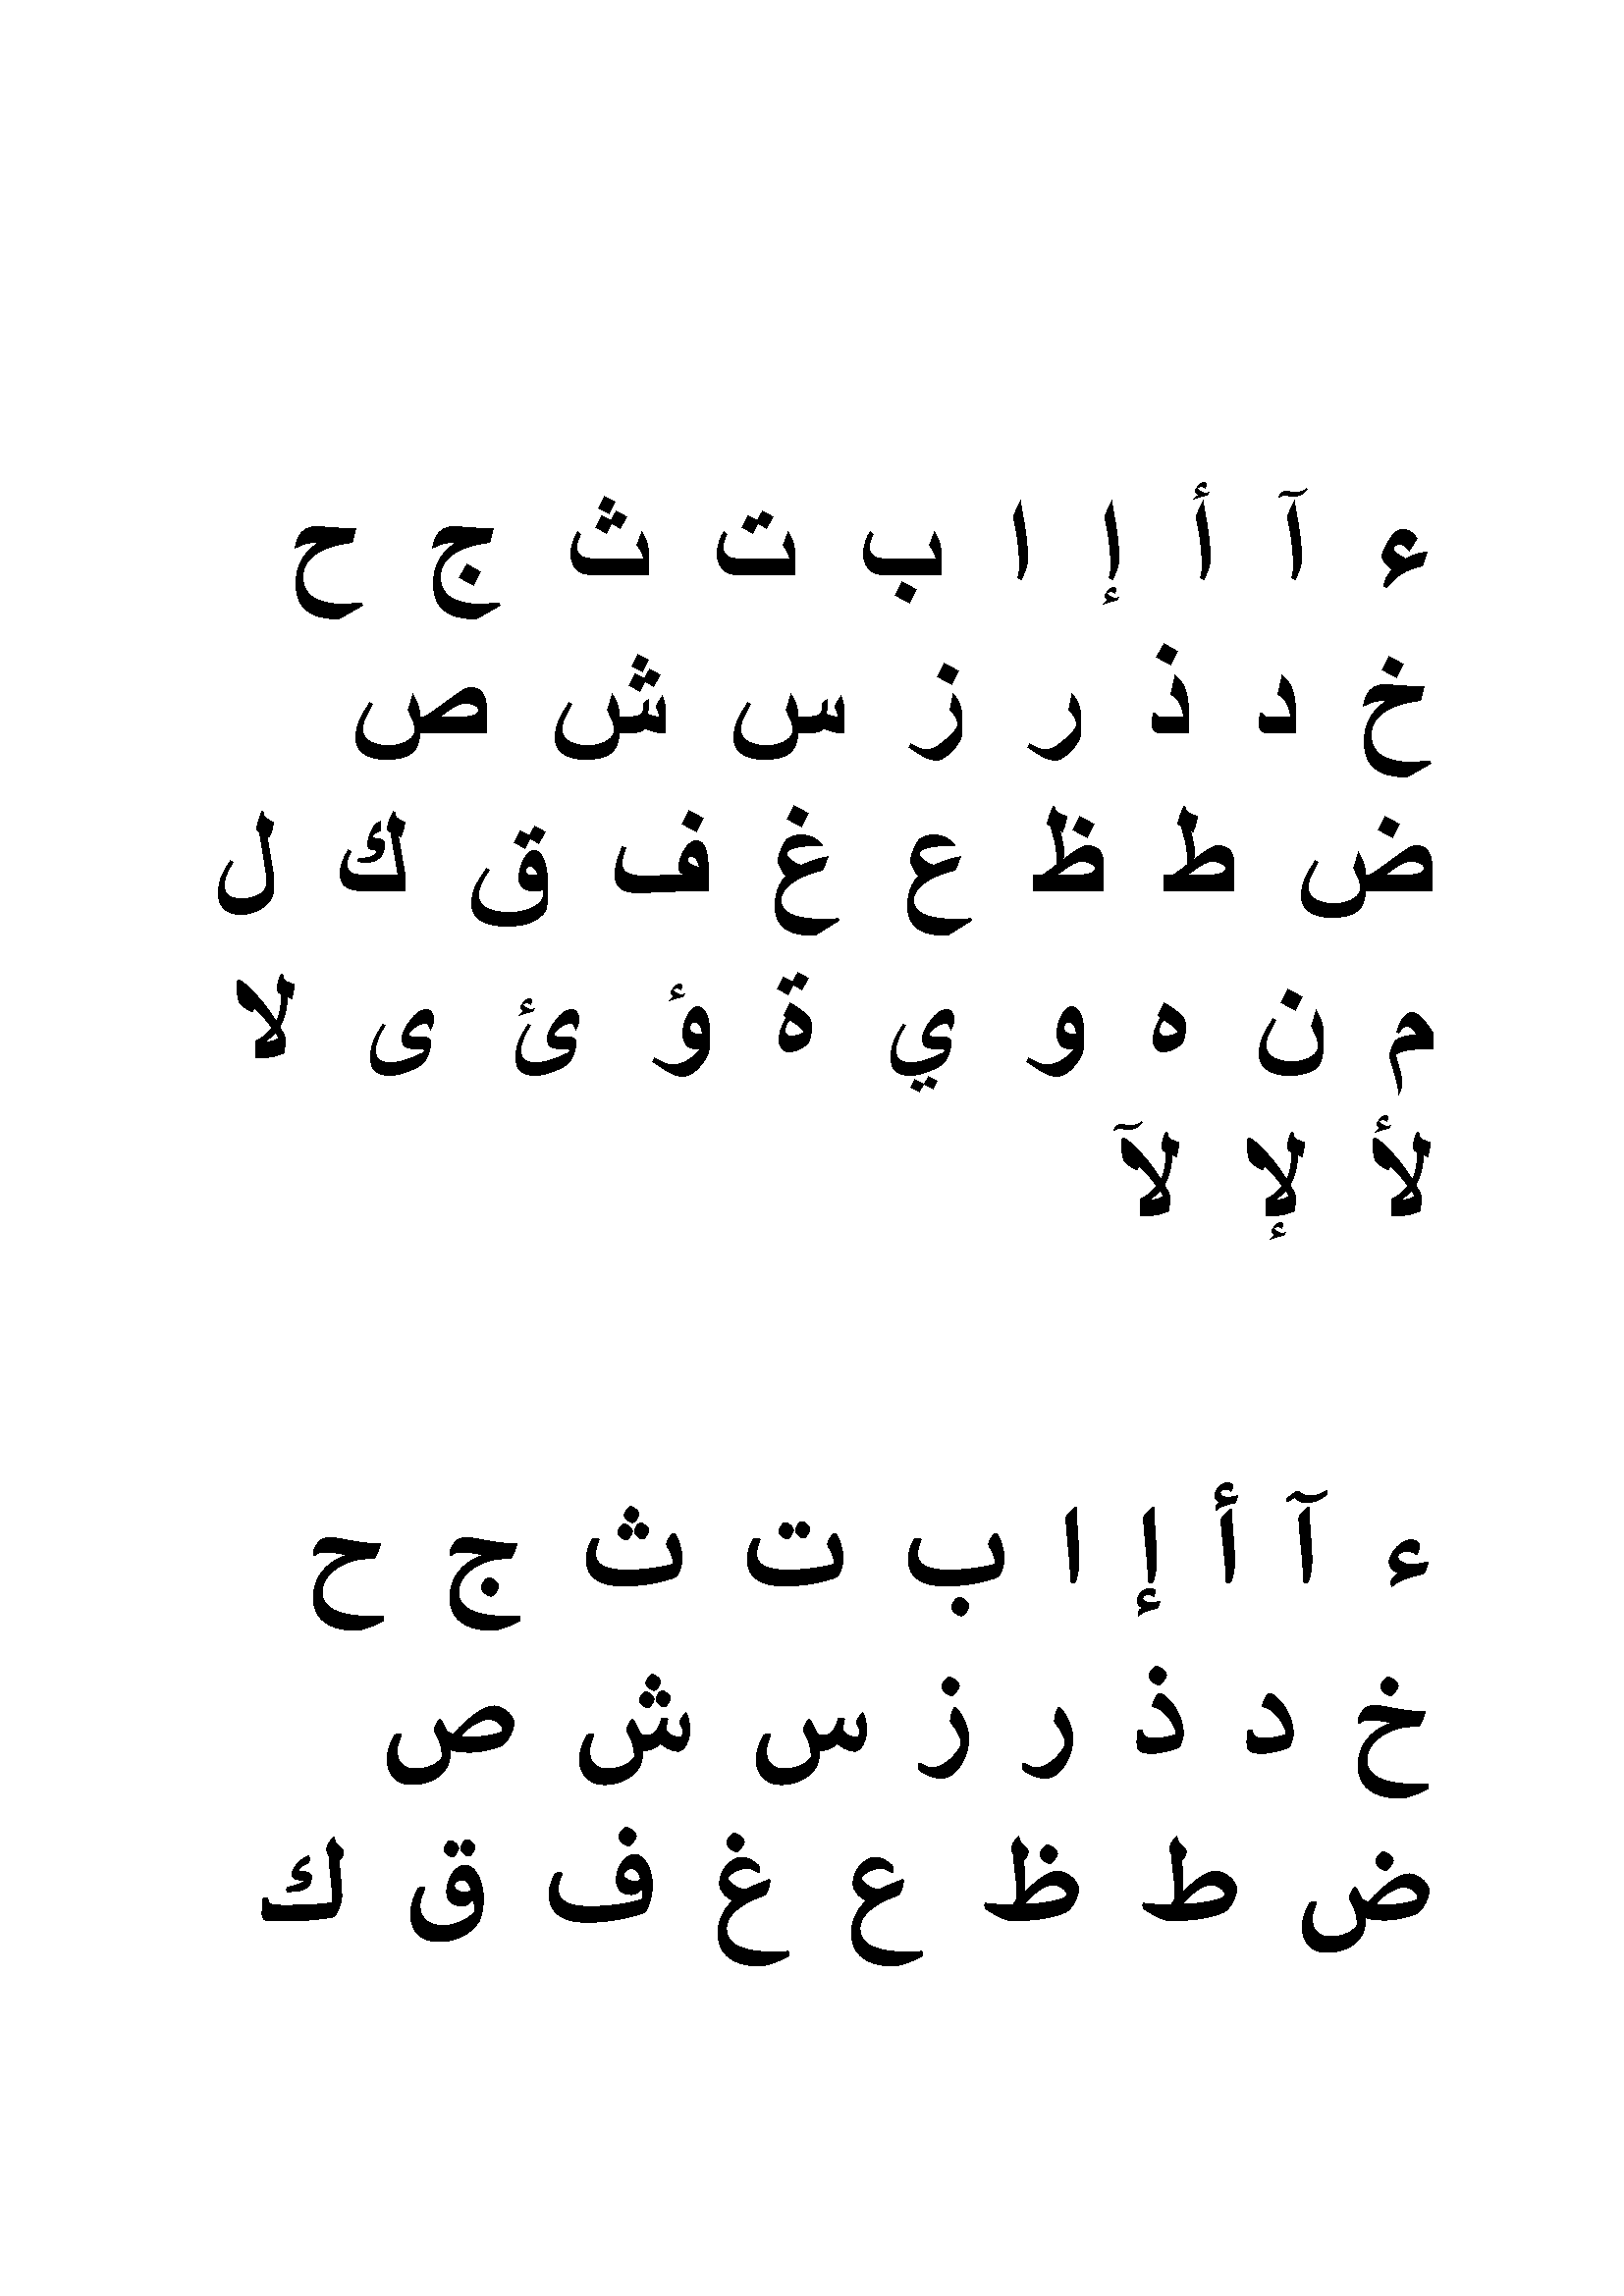 ء آ أ إ ا ب ت ث ج ح
خ د ذ ر ز س ش ص
ض ط ظ ع غ ف ق ك ل
م ن ه و ي ة ؤ ئ ى لا
لأ لإ لآ
ء آ أ إ ا ب ت ث ج ح
خ د ذ ر ز س ش ص
ض ط ظ ع غ ف ق ك